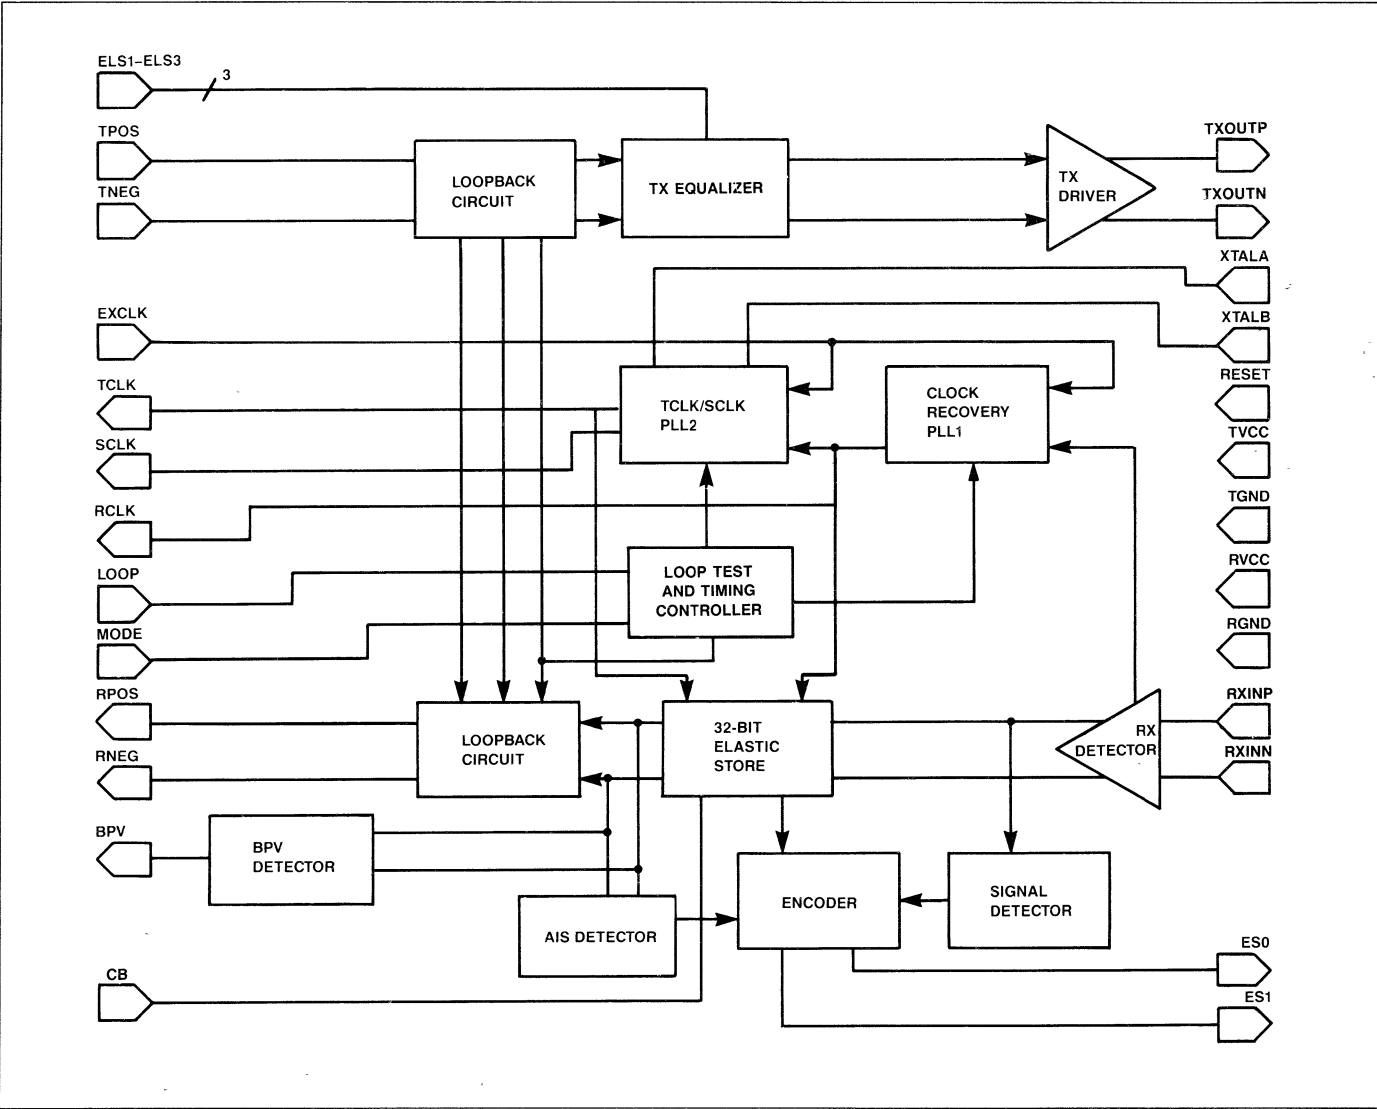 ELS1–ELS3
3
TPOS
TNEG
LOOPBACK
CIRCUIT
TX EQUALIZER
TX
DRIVER
TXOUTP
TXOUTN
XTALA
XTALB
EXCLK
TCLK
SCLK
RCLK
LOOP
MODE
RPOS
RNEG
BPV
CB
TCLK/SCLK
PLL2
CLOCK
RECOVERY
PLL1
RESET
TVCC
TGND
RVCC
RGND
RXINP
RXINN
LOOP TEST
AND TIMING
CONTROLLER
LOOPBACK
CIRCUIT
32-BIT
ELASTIC
STORE
RX
DETECTOR
BPV
DETECTOR
AIS DETECTOR
ENCODER
SIGNAL
DETECTOR
ES0
ES1